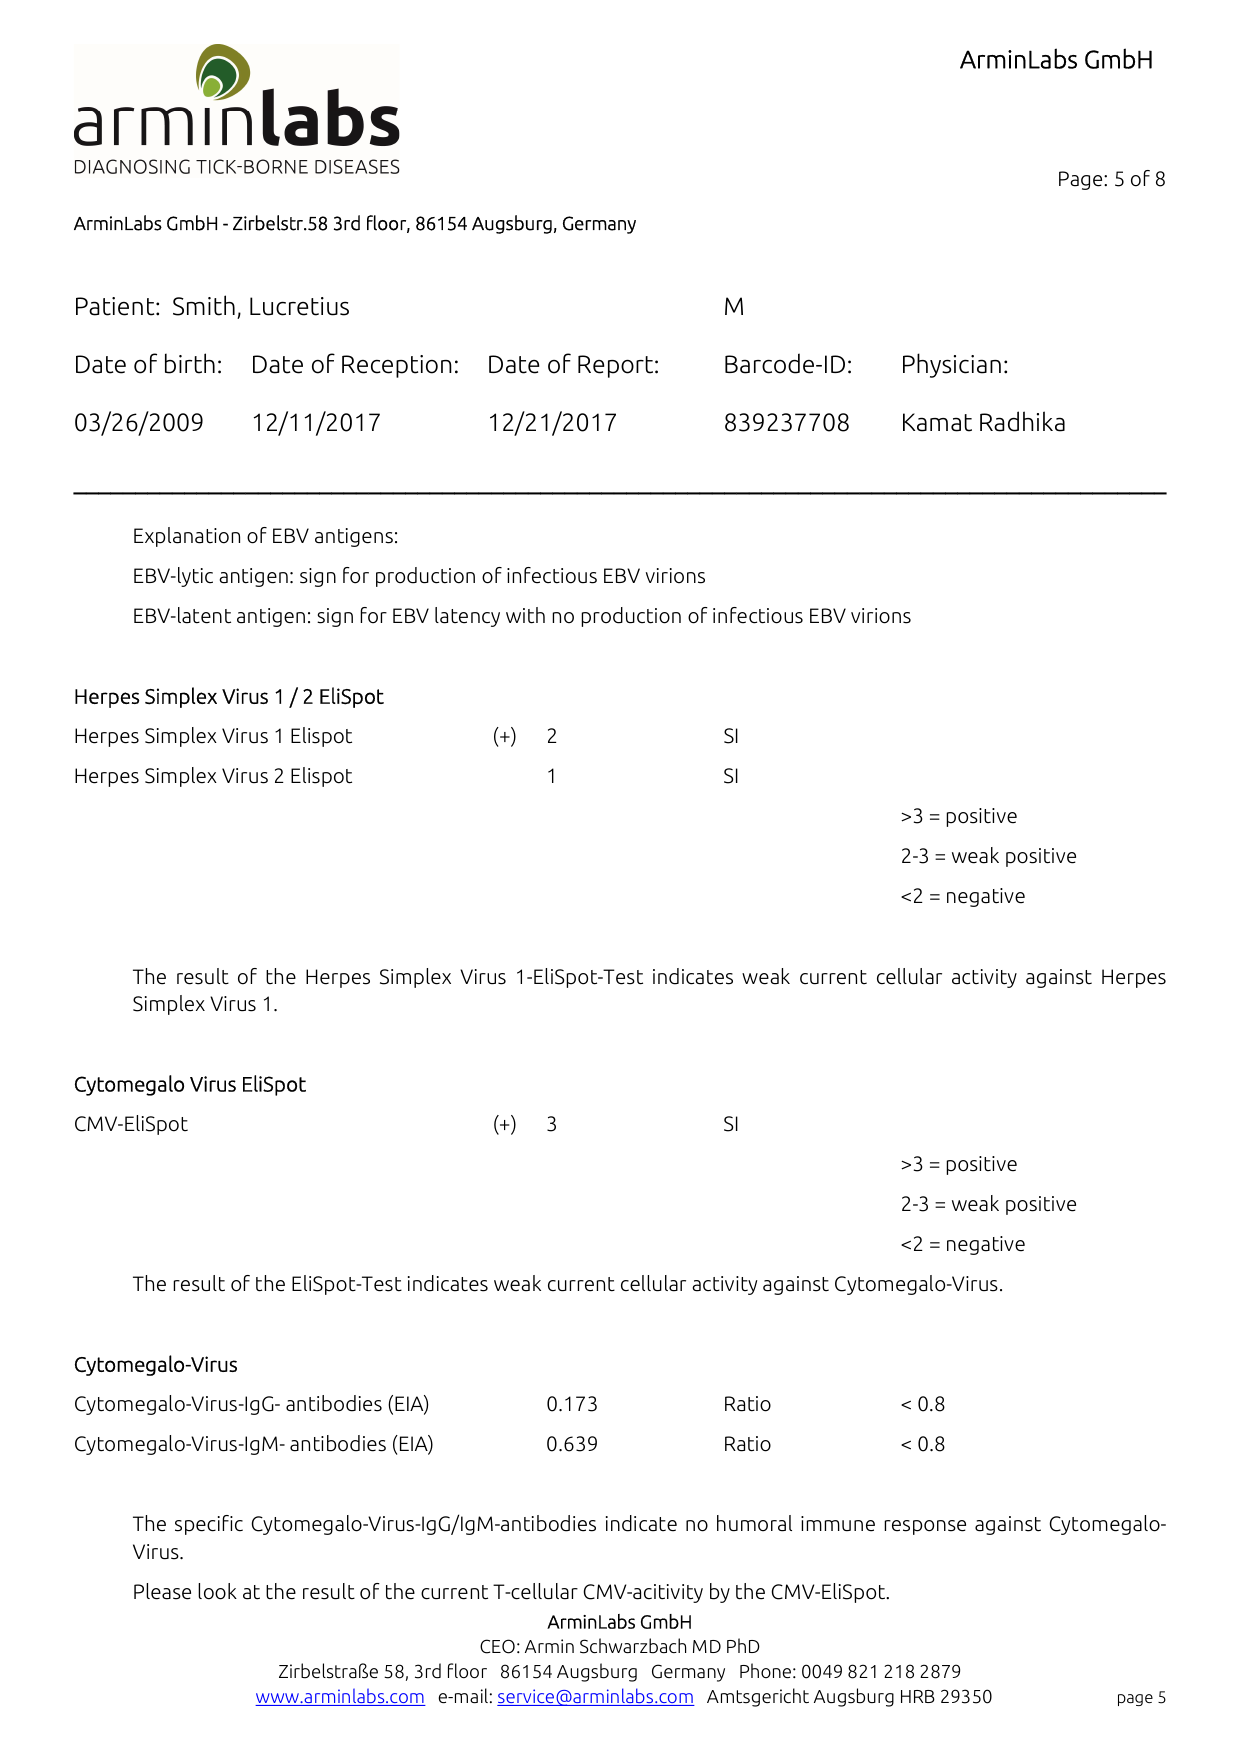 arminlabs
DIAGNOSING TICK-BORNE DISEASES
ArminLabs GmbH
Page: 5 of 8
ArminLabs GmbH - Zirbelstr.58 3rd floor, 86154 Augsburg, Germany
Patient: Smith, Lucretius M
Date of birth: Date of Reception: Date of Report: Barcode-ID: Physician:
03/26/2009 12/11/2017 12/21/2017 839237708 Kamat Radhika
Explanation of EBV antigens:
EBV-lytic antigen: sign for production of infectious EBV virions
EBV-latent antigen: sign for EBV latency with no production of infectious EBV virions
Herpes Simplex Virus 1 / 2 EliSpot
Herpes Simplex Virus 1 Elispot (+) 2 SI
Herpes Simplex Virus 2 Elispot 1 SI
>3 = positive
2-3 = weak positive
<2 = negative
The result of the Herpes Simplex Virus 1-EliSpot-Test indicates weak current cellular activity against Herpes
Simplex Virus 1.
Cytomegalo Virus EliSpot
CMV-EliSpot (+) 3 SI
>3 = positive
2-3 = weak positive
<2 = negative
The result of the EliSpot-Test indicates weak current cellular activity against Cytomegalo-Virus.
Cytomegalo-Virus
Cytomegalo-Virus-IgG- antibodies (EIA) 0.173 Ratio < 0.8
Cytomegalo-Virus-IgM- antibodies (EIA) 0.639 Ratio < 0.8
The specific Cytomegalo-Virus-IgG/IgM-antibodies indicate no humoral immune response against Cytomegalo-
Virus.
Please look at the result of the current T-cellular CMV-acitivity by the CMV-EliSpot.
ArminLabs GmbH
CEO: Armin Schwarzbach MD PhD
Zirbelstraße 58, 3rd floor 86154 Augsburg Germany Phone: 0049 821 218 2879
www.arminlabs.com e-mail: service@arminlabs.com Amtsgericht Augsburg HRB 29350 page 5